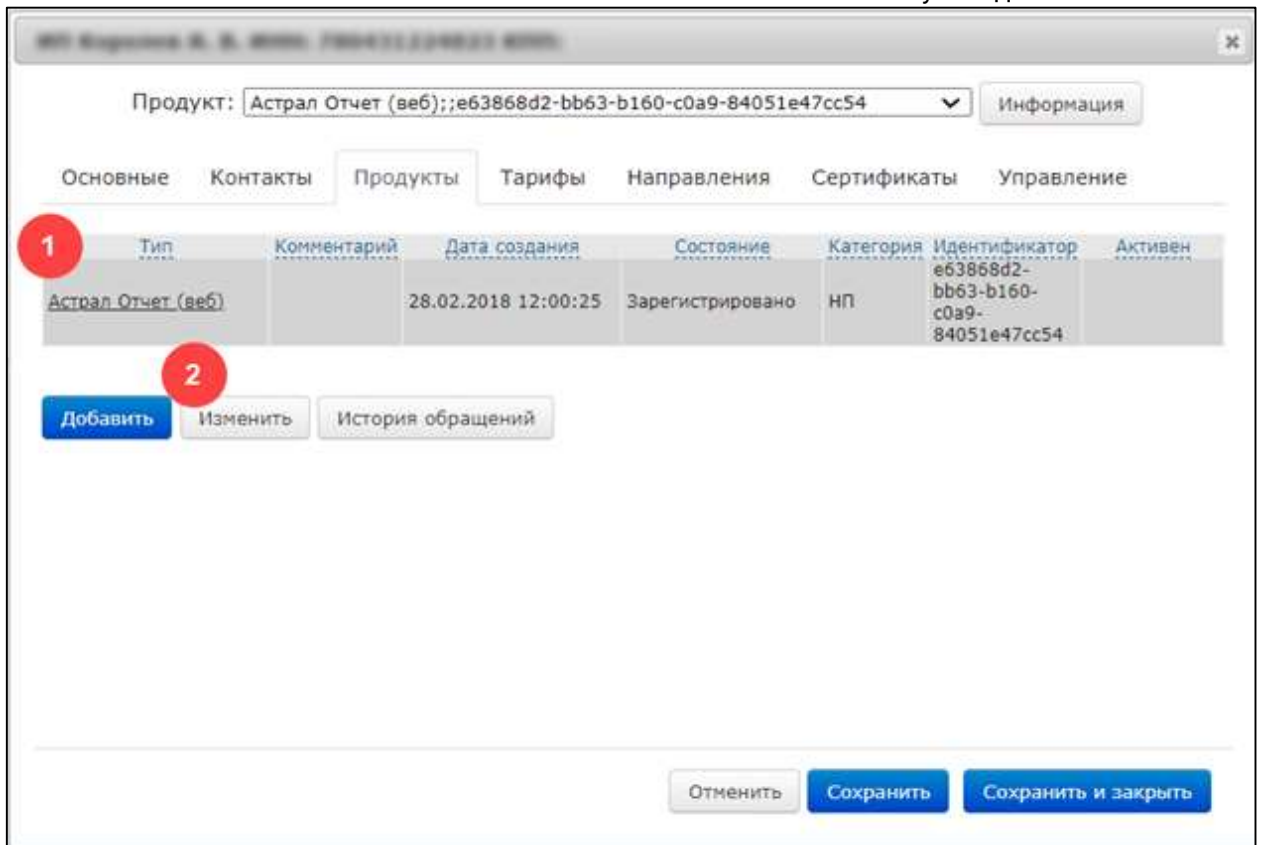 Продукт: Астрал Отчет (веб);;e63868d2-bb63-b160-c0a9-84051e47cc54 Информация
Основные Контакты Продукты Тарифы Направления Сертификаты Управление
1
Тип Комментарий Дата создания Состояние Категория Идентификатор Активен
Астрал Отчет (веб) 28.02.2018 12:00:25 Зарегистрировано НП e63868d2-
bb63-b160-
c0a9-
84051e47cc54
2
Добавить Изменить История обращений
Отменить Сохранить Сохранить и закрыть